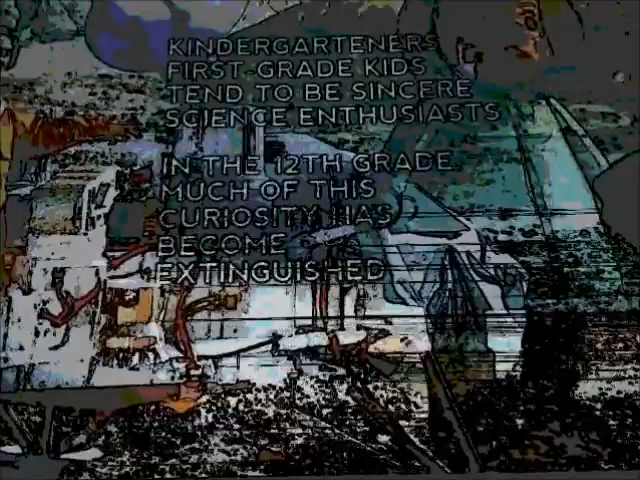 KINDERGARTENERS
FIRST-GRADE KIDS
TEND TO BE SINCERE
SCIENCE ENTHUSIASTS
IN THE 12TH GRADE
MUCH OF THIS
CURIOSITY HAS
BECOME
EXTINGUISHED